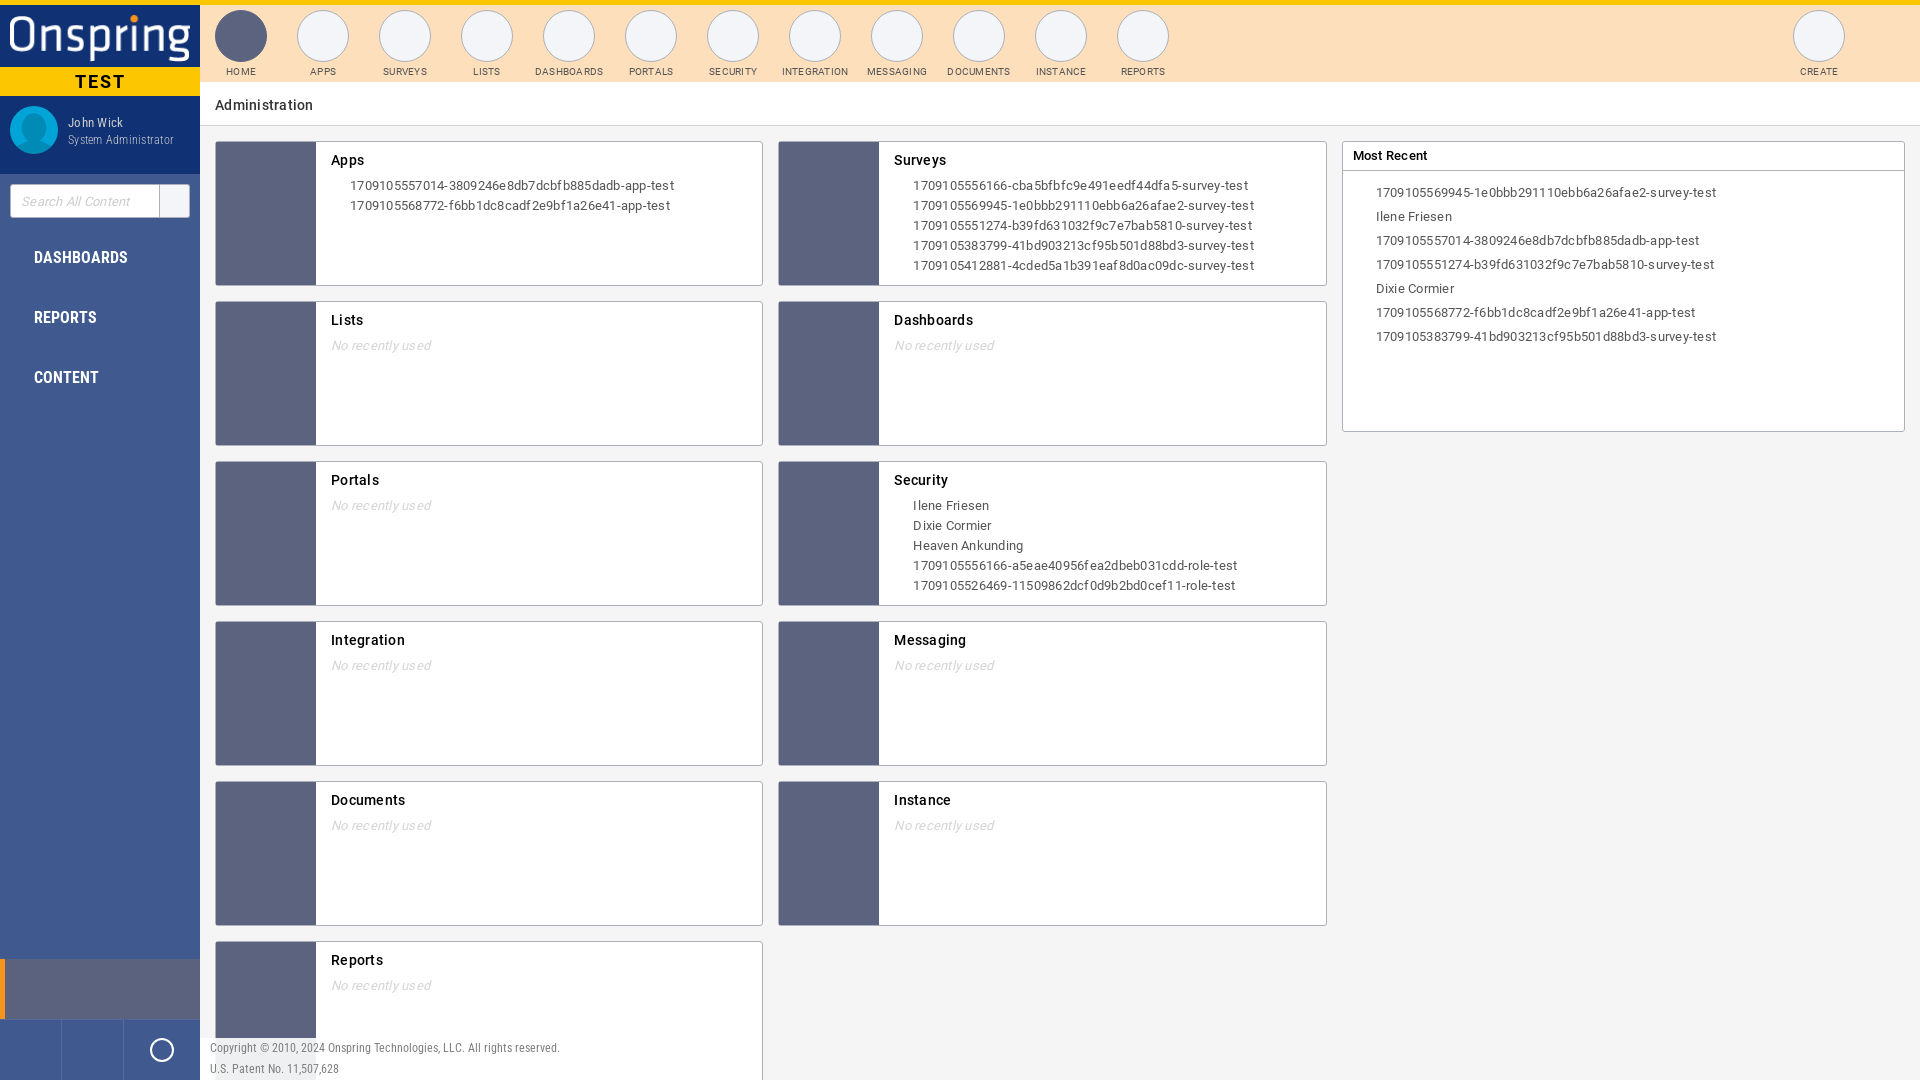 Onspring
TEST
John Wick
System Administrator
Search All Content
DASHBOARDS
REPORTS
CONTENT
HOME
APPS
SURVEYS
LISTS
DASHBOARDS
PORTALS
SECURITY
INTEGRATION
MESSAGING
DOCUMENTS
INSTANCE
REPORTS
CREATE
Administration
Apps
1709105557014-3809246e8db7dcbfb885dadb-app-test
1709105568772-f6bb1dc8cadf2e9bf1a26e41-app-test
Surveys
1709105556166-cba5bfbfc9e491eedf44dfa5-survey-test
1709105569945-1e0bbb291110ebb6a26afae2-survey-test
1709105551274-b39fd631032f9c7e7bab5810-survey-test
1709105383799-41bd903213cf95b501d88bd3-survey-test
1709105412881-4cded5a1b391eaf8d0ac09dc-survey-test
Lists
No recently used
Dashboards
No recently used
Portals
No recently used
Security
Ilene Friesen
Dixie Cormier
Heaven Ankunding
1709105556166-a5eae40956fea2dbeb031cdd-role-test
1709105526469-11509862dcf0d9b2bd0cef11-role-test
Integration
No recently used
Messaging
No recently used
Documents
No recently used
Instance
No recently used
Reports
No recently used
Most Recent
1709105569945-1e0bbb291110ebb6a26afae2-survey-test
Ilene Friesen
1709105557014-3809246e8db7dcbfb885dadb-app-test
1709105551274-b39fd631032f9c7e7bab5810-survey-test
Dixie Cormier
1709105568772-f6bb1dc8cadf2e9bf1a26e41-app-test
1709105383799-41bd903213cf95b501d88bd3-survey-test
Copyright © 2010, 2024 Onspring Technologies, LLC. All rights reserved.
U.S. Patent No. 11,507,628